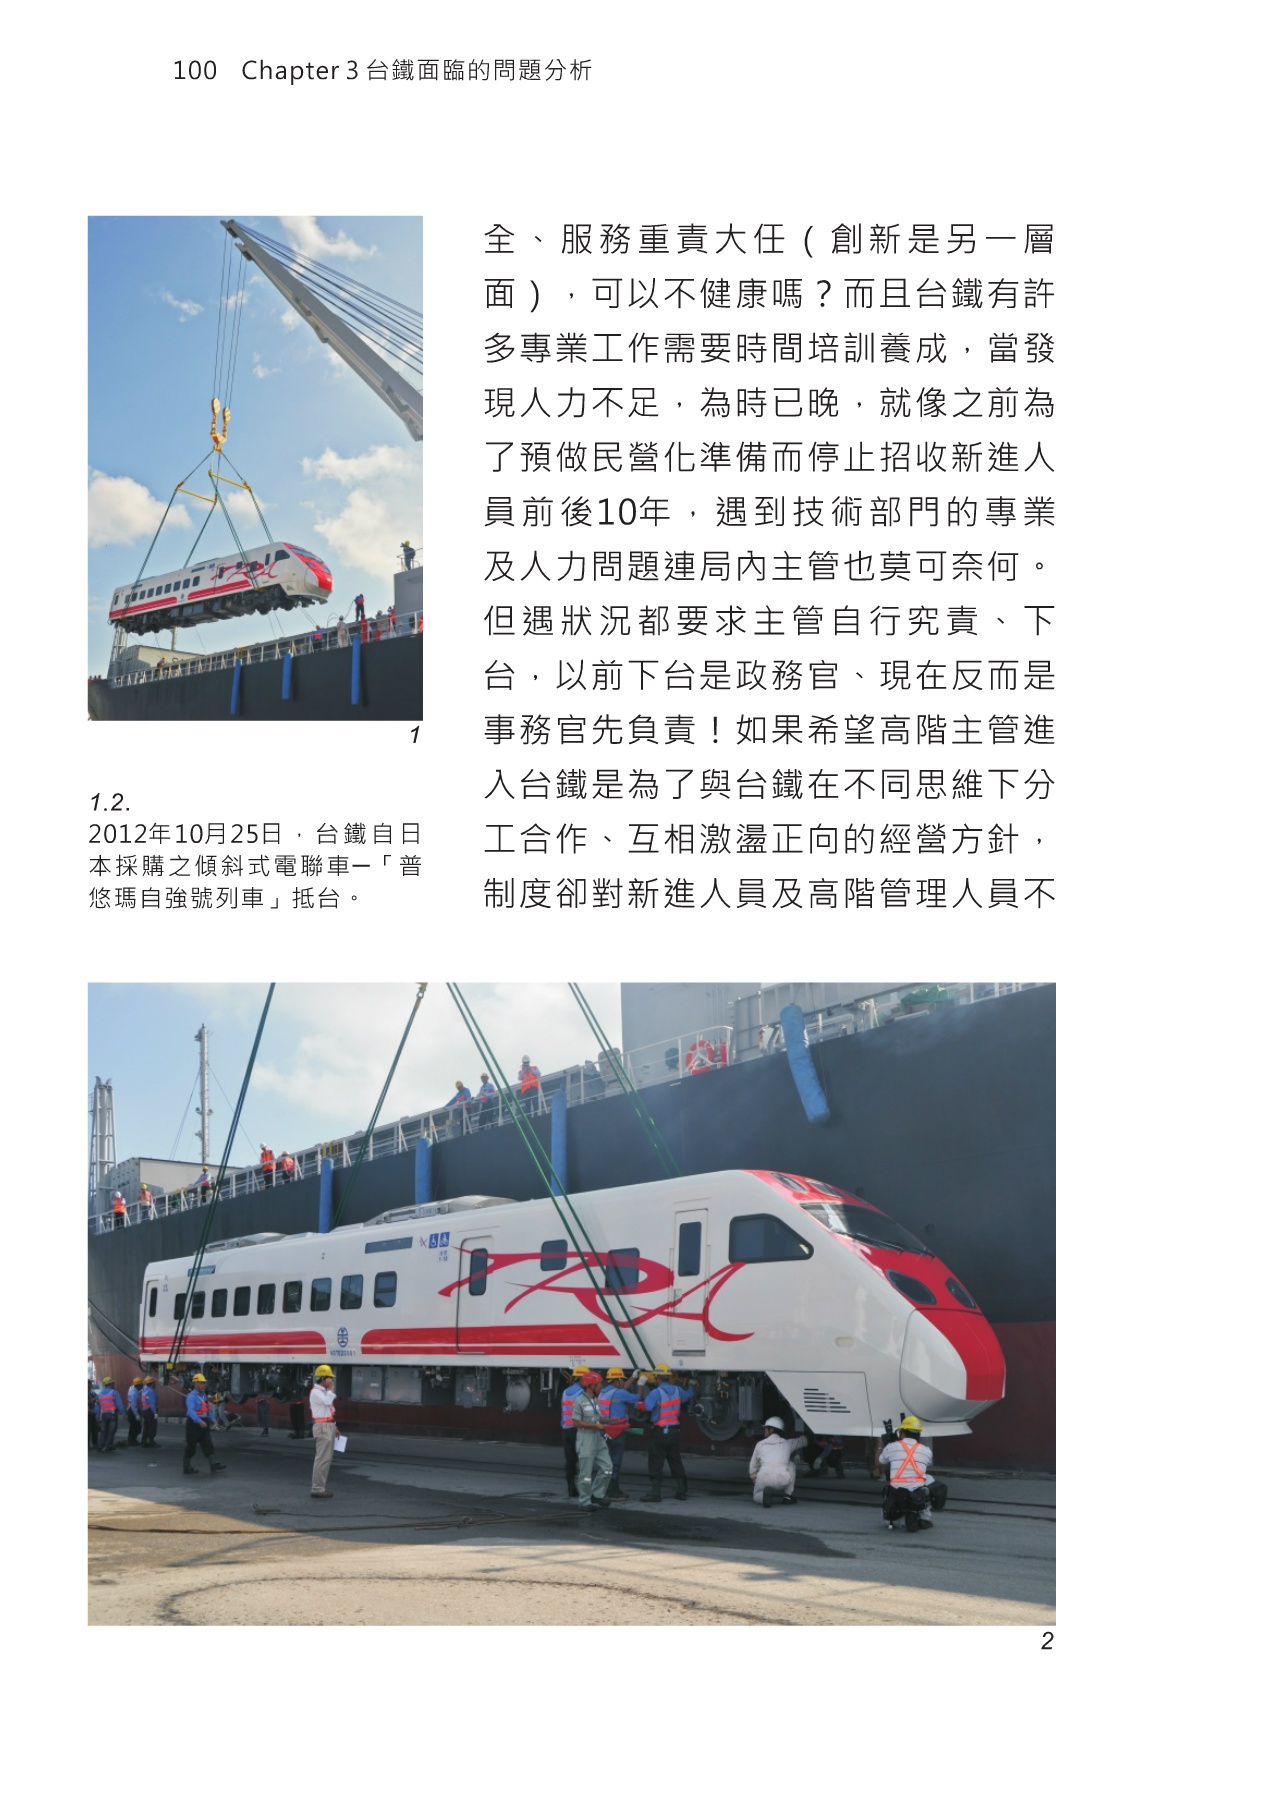 100 Chapter 3 台鐵面臨的問題分析
全、服務重責大任（創新是另一層
面），可以不健康嗎？而且台鐵有許
多專業工作需要時間培訓養成，當發
現人力不足，為時已晚，就像之前為
了預做民營化準備而停止招收新進人
員前後10年，遇到技術部門的專業
及人力問題連局內主管也莫可奈何。
但遇狀況都要求主管自行究責、下
台，以前下台是政務官、現在反而是
事務官先負責！如果希望高階主管進
入台鐵是為了與台鐵在不同思維下分
工合作、互相激盪正向的經營方針，
制度卻對新進人員及高階管理人員不
1
1.2.
2012年10月25日，台鐵自日
本採購之傾斜式電聯車─「普
悠瑪自強號列車」抵台。
2